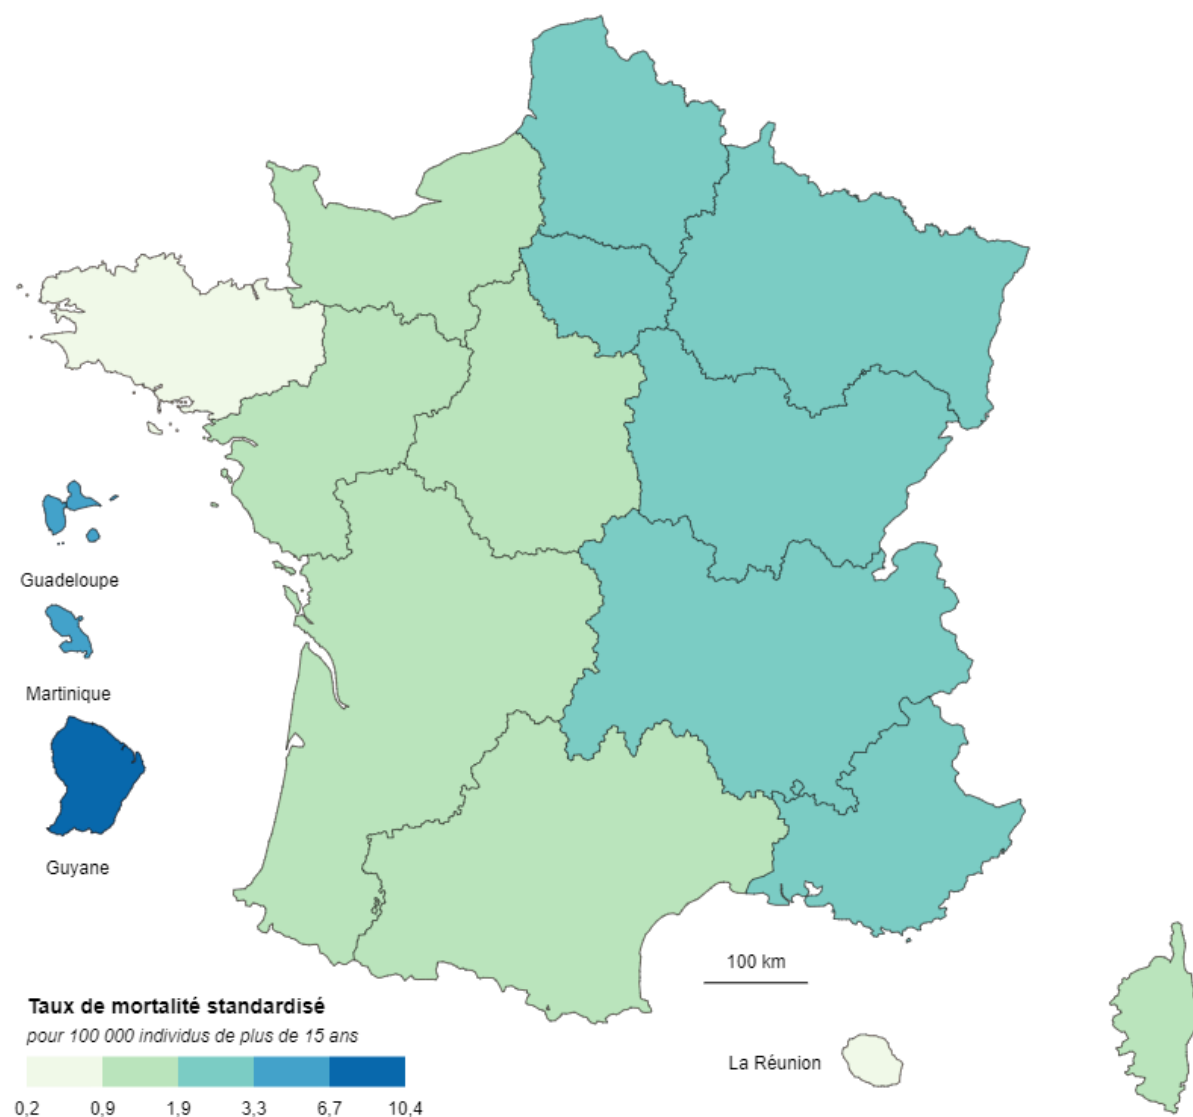 Guadeloupe
Martinique
Guyane
100 km
Taux de mortalité standardisé
pour 100 000 individus de plus de 15 ans
La Réunion
0,2 0,9 1,9 3,3 6,7 10,4